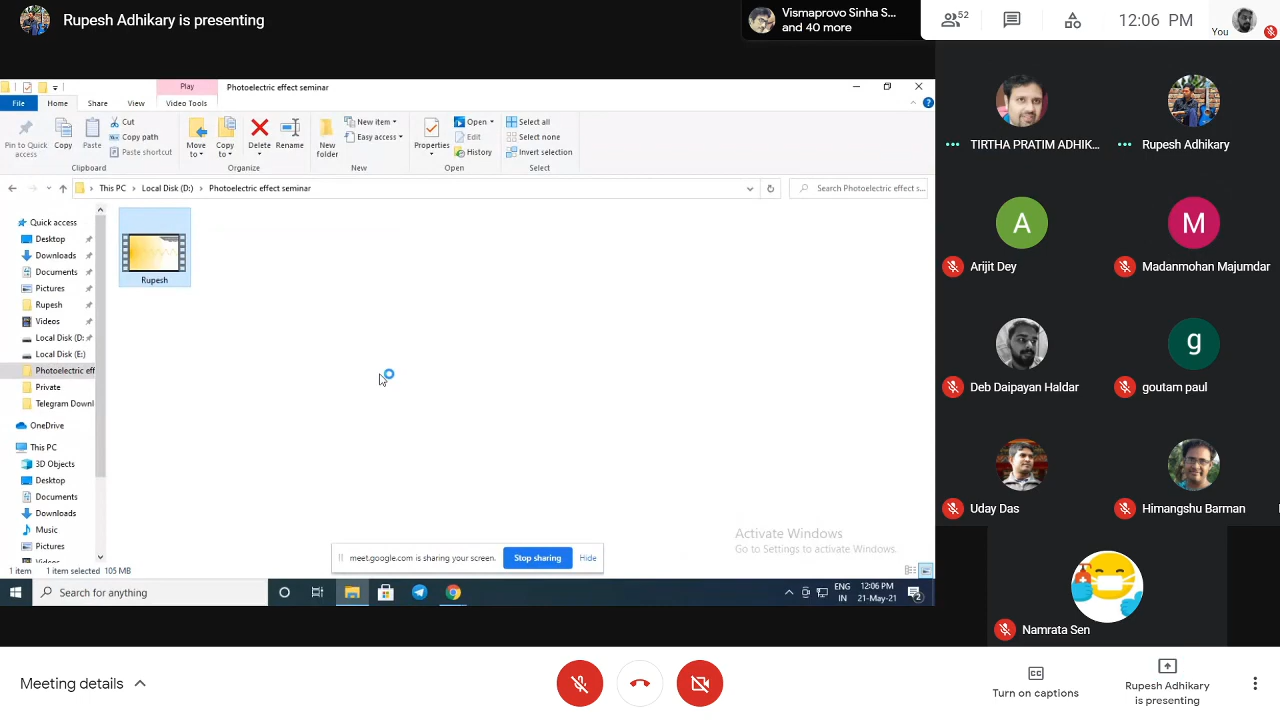 Rupesh Adhikary is presenting
Vismaprovo Sinha S...
and 40 more
52
12:06 PM
You
Play
Photoelectric effect seminar
File
Home
Share
View
Video Tools
Pin to Quick
access
Copy
Paste
Cut
Copy path
Paste shortcut
Clipboard
Move
to
Copy
to
Delete
Rename
Organize
New
folder
New item
Easy access
New
Properties
Open
Edit
History
Open
Select all
Select none
Invert selection
Select
This PC
Local Disk (D:)
Photoelectric effect seminar
Search Photoelectric effect s...
Quick access
Desktop
Downloads
Documents
Pictures
Rupesh
Videos
Local Disk (D:
Local Disk (E:)
Photoelectric eff
Private
Telegram Downl
OneDrive
This PC
3D Objects
Desktop
Documents
Downloads
Music
Pictures
Rupesh
1 item
1 item selected 105 MB
Activate Windows
Go to Settings to activate Windows.
meet.google.com is sharing your screen.
Stop sharing
Hide
Search for anything
ENG
IN
12:06 PM
21-May-21
2
TIRTHA PRATIM ADHIK...
Rupesh Adhikary
A
Arijit Dey
M
Madanmohan Majumdar
Deb Daipayan Haldar
g
goutam paul
Uday Das
Himangshu Barman
Namrata Sen
Meeting details
CC
Turn on captions
Rupesh Adhikary
is presenting